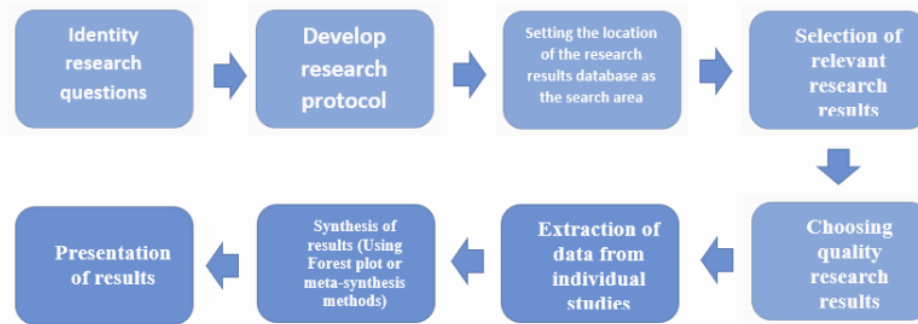 Identity
research
questions
Develop
research
protocol
Setting the location
of the research
results database as
the search area
Selection of
relevant
research
results
Choosing
quality
research
results
Extraction of
data from
individual
studies
Synthesis of
results (Using
Forest plot or
meta-synthesis
methods)
Presentation
of results